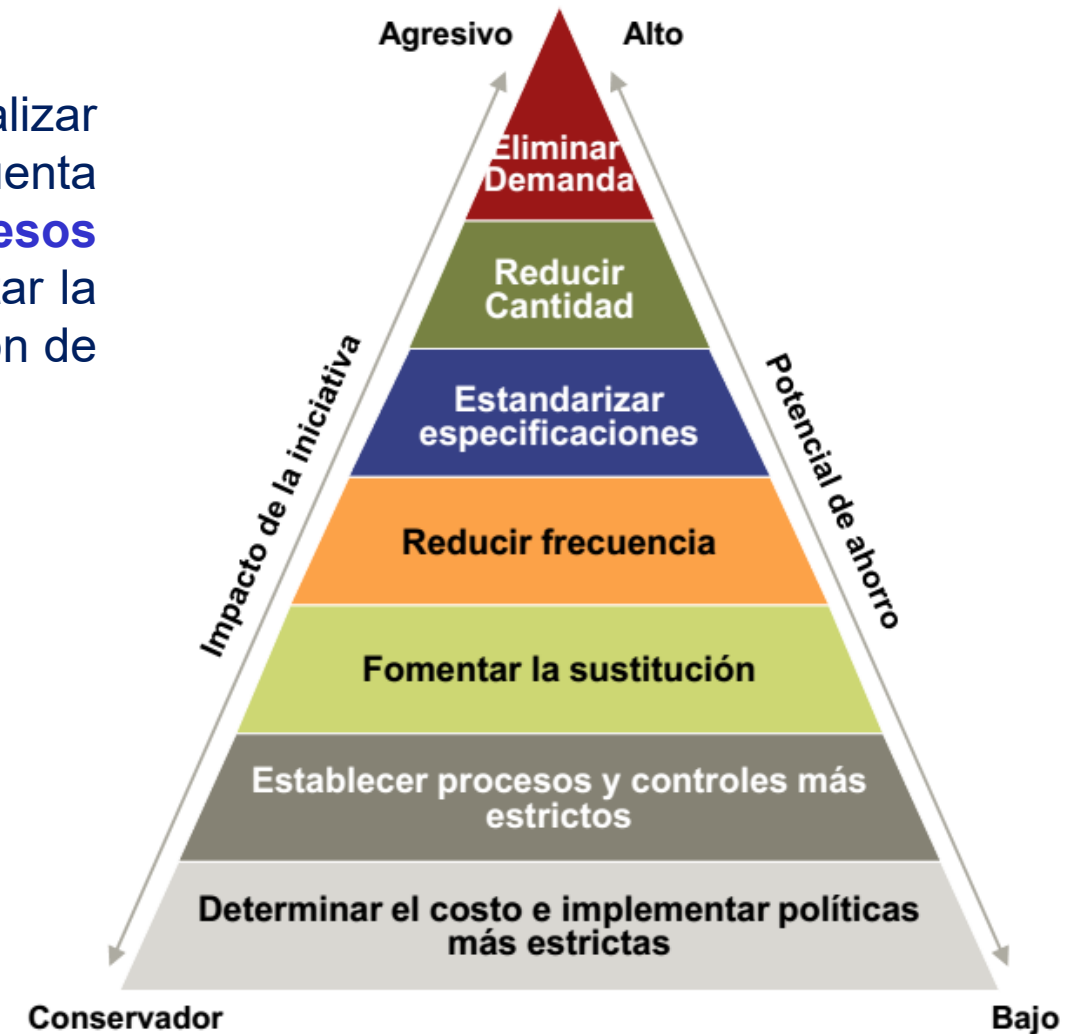 Agresivo
Alto
alizar
uenta
esos
ar la
ón de
Eliminar
Demanda
Reducir
Cantidad
Estandarizar
especificaciones
Reducir frecuencia
Fomentar la sustitución
Establecer procesos y controles más
estrictos
Determinar el costo e implementar políticas
más estrictas
Impacto de la iniciativa
Potencial de ahorro
Conservador
Bajo